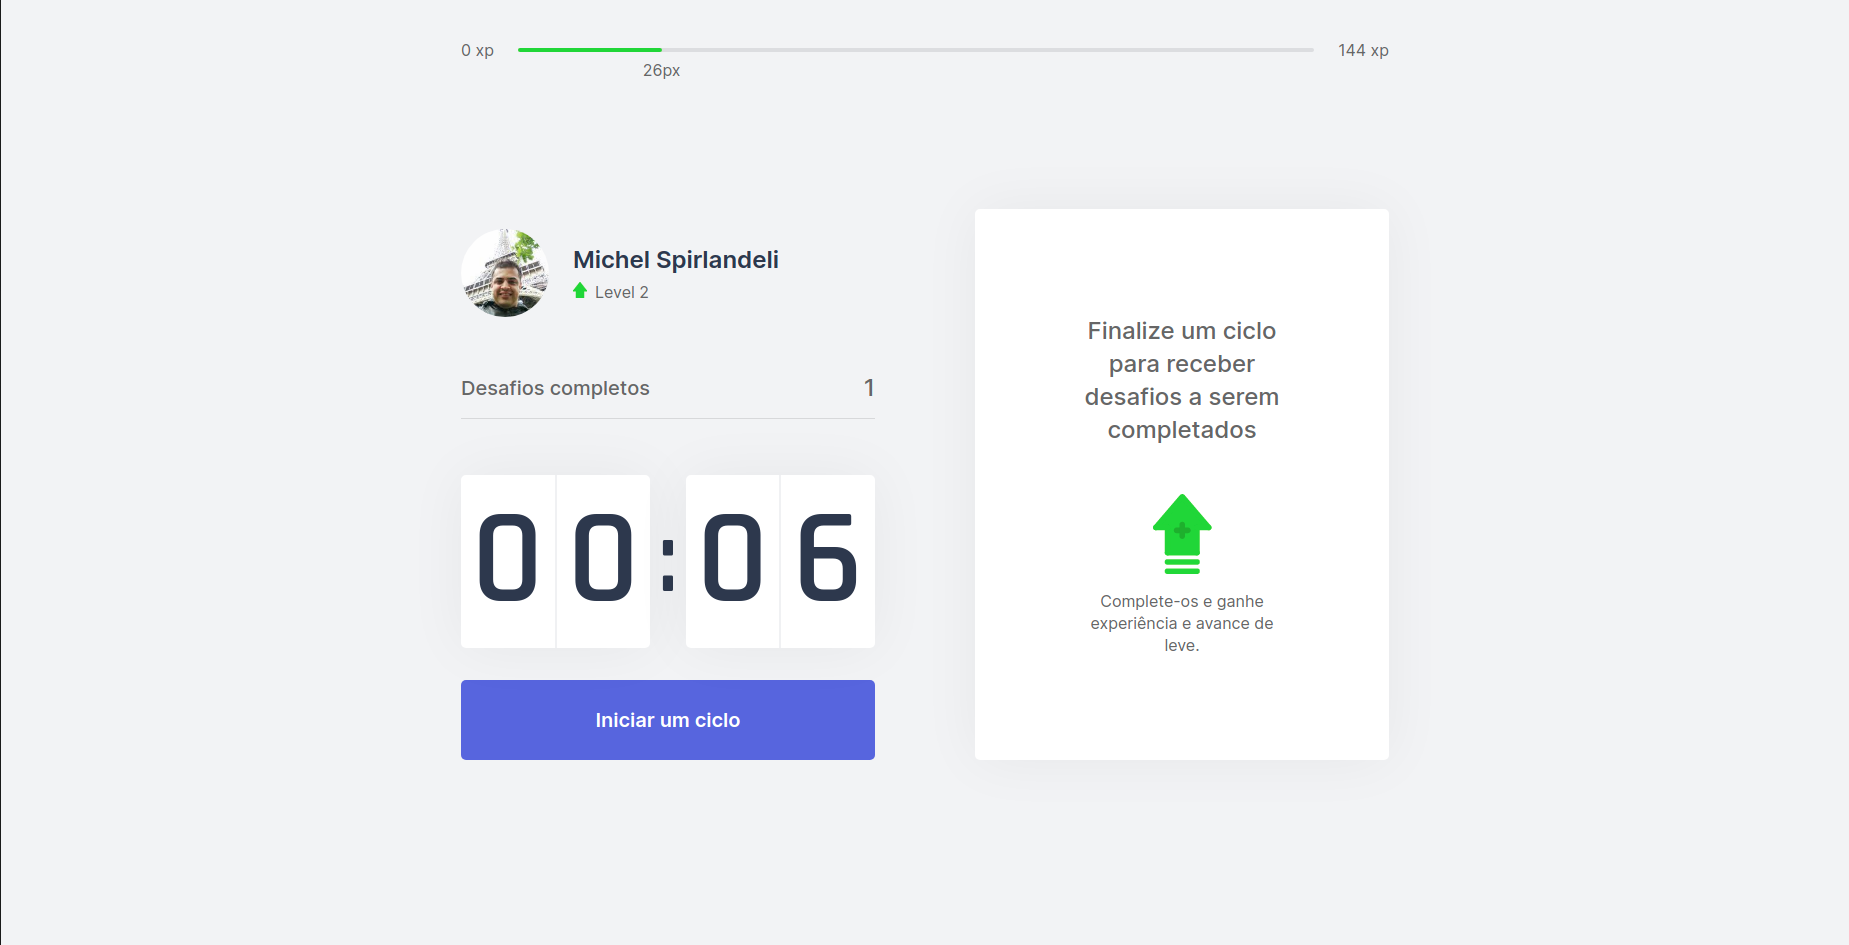 0 xp
144 xp
26px
Michel Spirlandeli
Level 2
Desafios completos 1
00:06
Iniciar um ciclo
Finalize um ciclo
para receber
desafios a serem
completados
Complete-os e ganhe
experiência e avance de
leve.